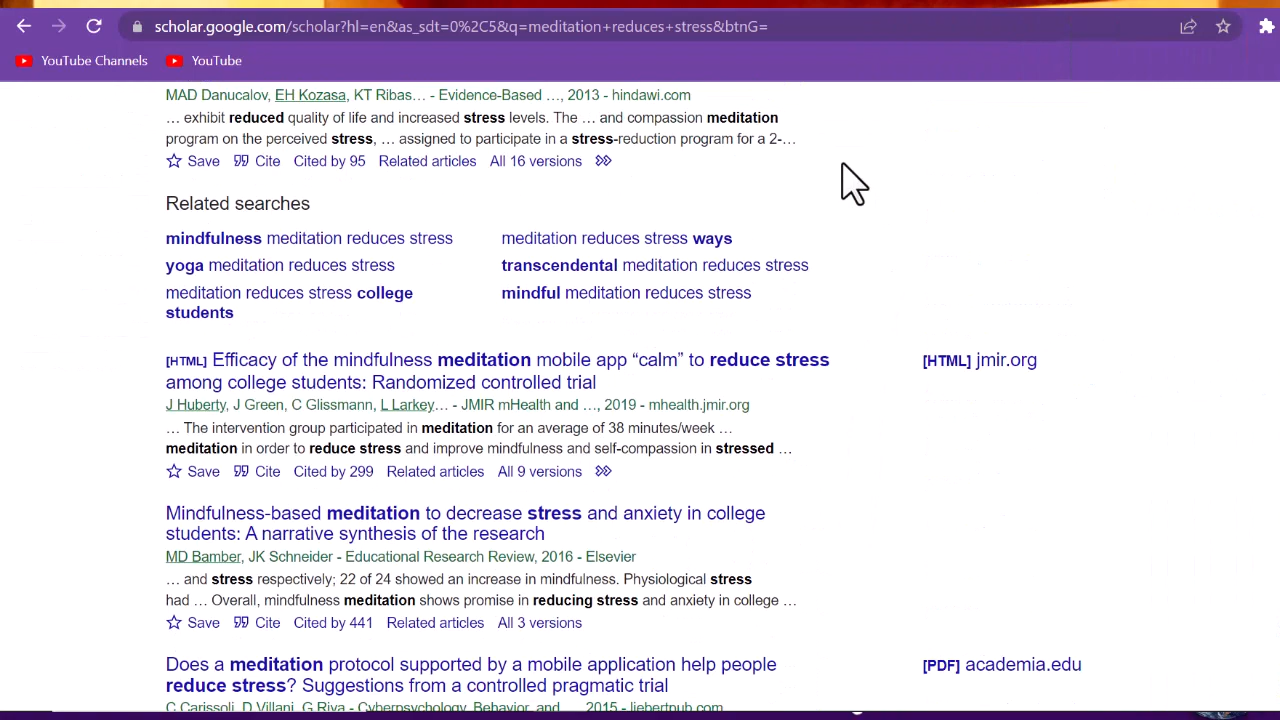 scholar.google.com/scholar?hl=en&as_sdt=0%2C5&q=meditation+reduces+stress&btnG=
YouTube Channels YouTube
MAD Danucalov, EH Kozasa, KT Ribas… - Evidence-Based …, 2013 - hindawi.com
… exhibit reduced quality of life and increased stress levels. The … and compassion meditation
program on the perceived stress, … assigned to participate in a stress-reduction program for a 2-…
Save Cite Cited by 95 Related articles All 16 versions
Related searches
mindfulness meditation reduces stress
meditation reduces stress ways
yoga meditation reduces stress
transcendental meditation reduces stress
meditation reduces stress college
students
mindful meditation reduces stress
[HTML] Efficacy of the mindfulness meditation mobile app “calm” to reduce stress
among college students: Randomized controlled trial
[HTML] jmir.org
J Huberty, J Green, C Glissmann, L Larkey… - JMIR mHealth and …, 2019 - mhealth.jmir.org
… The intervention group participated in meditation for an average of 38 minutes/week …
meditation in order to reduce stress and improve mindfulness and self-compassion in stressed …
Save Cite Cited by 299 Related articles All 9 versions
Mindfulness-based meditation to decrease stress and anxiety in college
students: A narrative synthesis of the research
MD Bamber, JK Schneider - Educational Research Review, 2016 - Elsevier
… and stress respectively; 22 of 24 showed an increase in mindfulness. Physiological stress
had … Overall, mindfulness meditation shows promise in reducing stress and anxiety in college …
Save Cite Cited by 441 Related articles All 3 versions
Does a meditation protocol supported by a mobile application help people
reduce stress? Suggestions from a controlled pragmatic trial
[PDF] academia.edu
C Carissoli, D Villani, G Riva - Cyberpsychology, Behavior, and… 2015 - liebertpub.com